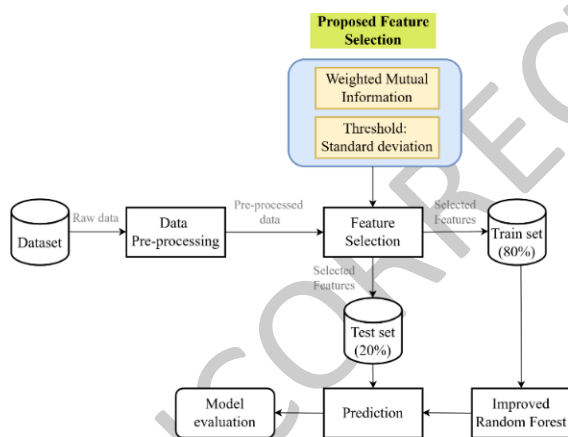 Proposed Feature
Selection
Weighted Mutual
Information
Threshold:
Standard deviation
Raw data
Pre-processed
data
Selected
Features
Dataset
Data
Pre-processing
Feature
Selection
Train set
(80%)
Selected
Features
Test set
(20%)
Model
evaluation
Prediction
Improved
Random Forest
CORREC